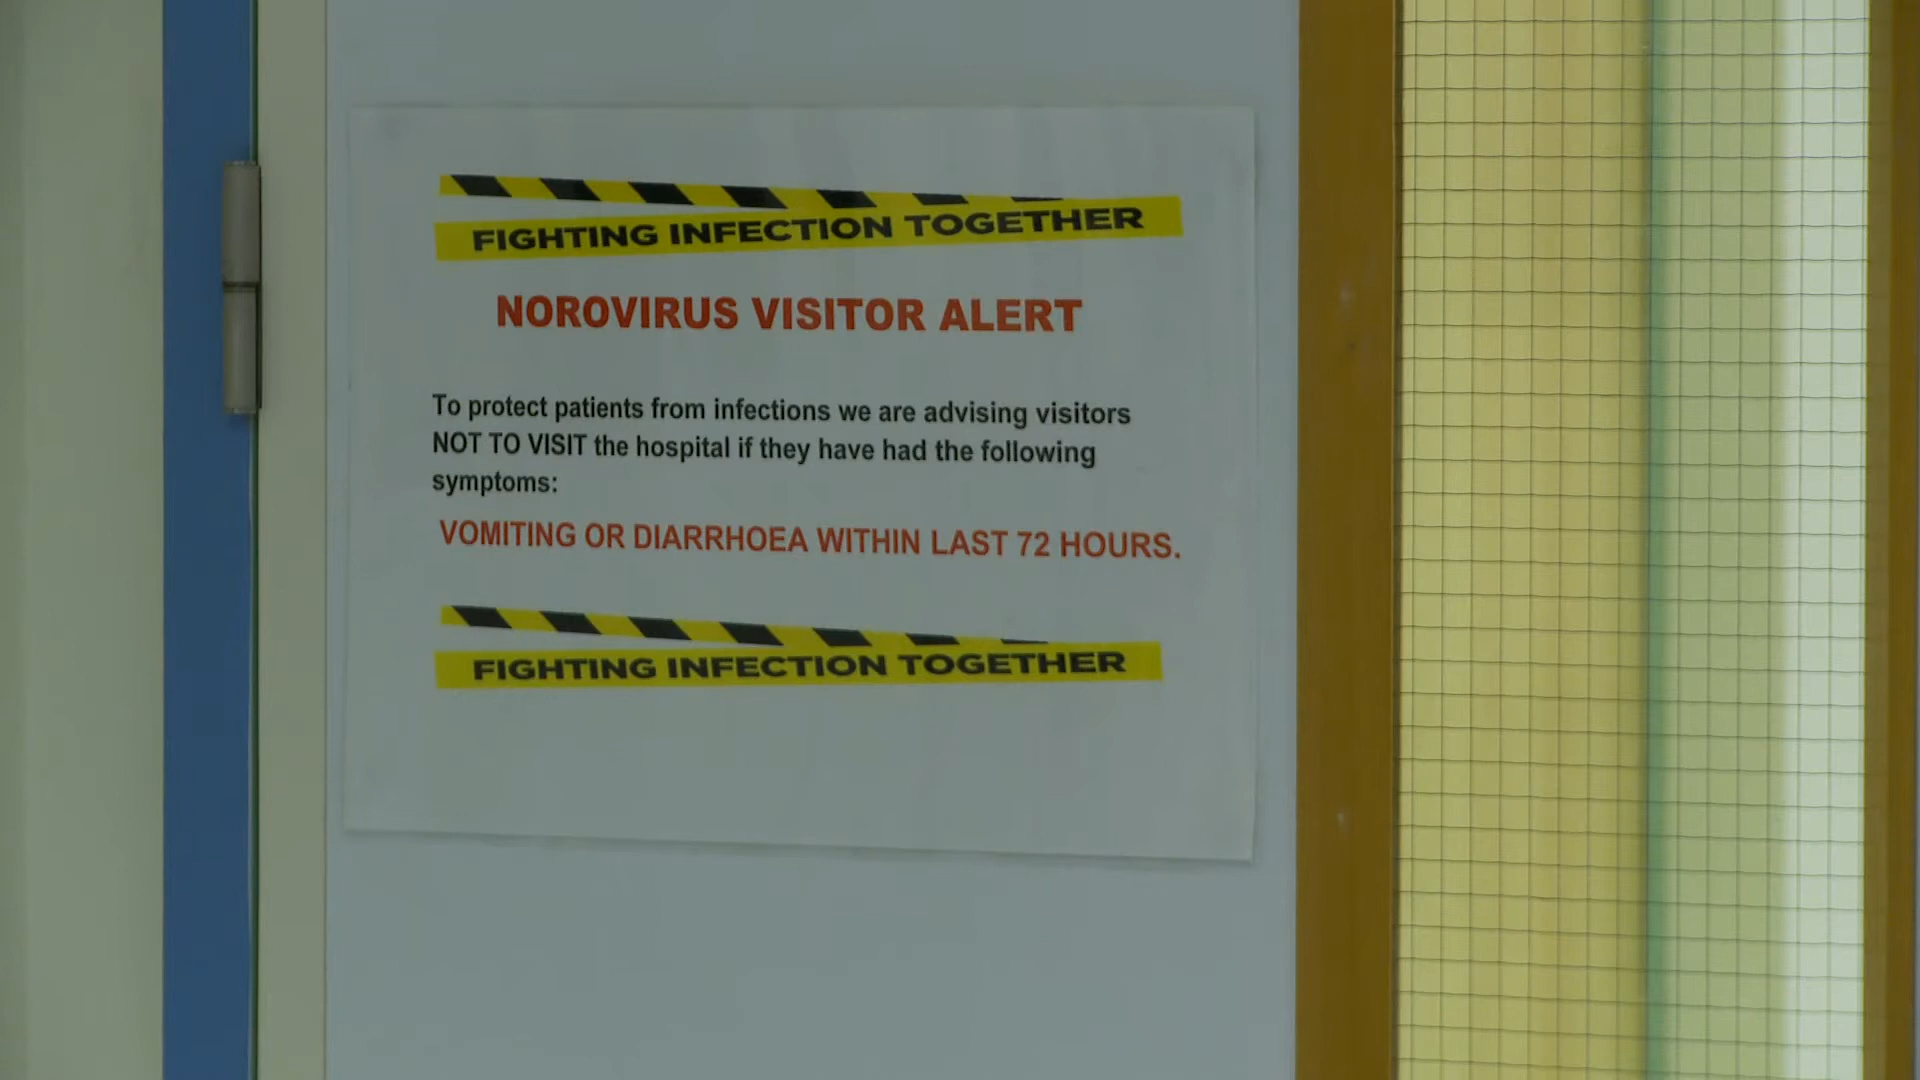 FIGHTING INFECTION TOGETHER
NOROVIRUS VISITOR ALERT
To protect patients from infections we are advising visitors
NOT TO VISIT the hospital if they have had the following
symptoms:
VOMITING OR DIARRHOEA WITHIN LAST 72 HOURS.
FIGHTING INFECTION TOGETHER